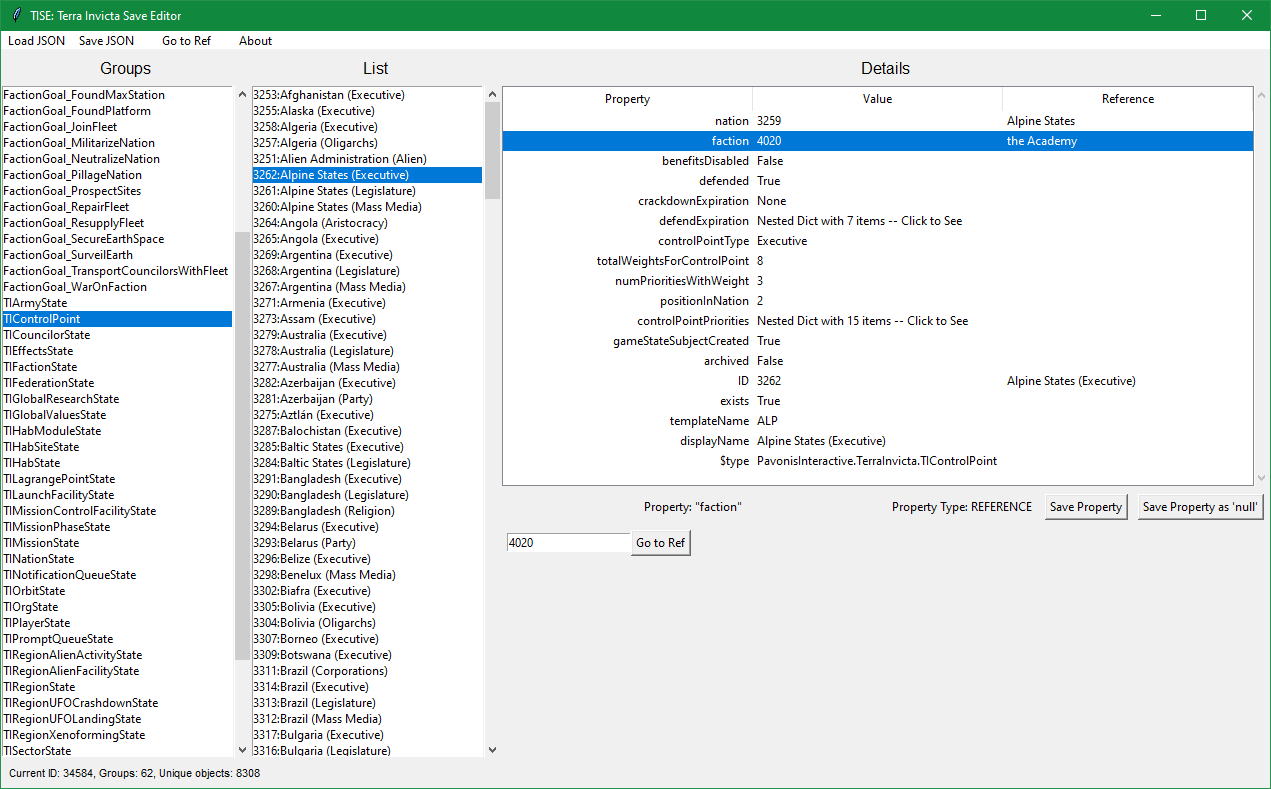 TISE: Terra Invicta Save Editor
Load JSON Save JSON Go to Ref About
Groups
FactionGoal_FoundMaxStation
FactionGoal_FoundPlatform
FactionGoal_JoinFleet
FactionGoal_MilitarizeNation
FactionGoal_NeutralizeNation
FactionGoal_PillageNation
FactionGoal_ProspectSites
FactionGoal_RepairFleet
FactionGoal_ResupplyFleet
FactionGoal_SecureEarthSpace
FactionGoal_SurveilEarth
FactionGoal_TransportCouncilorsWithFleet
FactionGoal_WarOnFaction
TIArmyState
TIControlPoint
TICouncilorState
TIEffectsState
TIFactionState
TIFederationState
TIGlobalResearchState
TIGlobalValuesState
TIHabModuleState
TIHabSiteState
TIHabState
TILagrangePointState
TILaunchFacilityState
TIMissionControlFacilityState
TIMissionPhaseState
TIMissionState
TINationState
TINotificationQueueState
TIOrbitState
TIOrgState
TIPlayerState
TIPromptQueueState
TIRegionAlienActivityState
TIRegionAlienFacilityState
TIRegionState
TIRegionUFOCrashdownState
TIRegionUFOLandingState
TIRegionXenoformingState
TISectorState
List
3253:Afghanistan (Executive)
3255:Alaska (Executive)
3258:Algeria (Executive)
3257:Algeria (Oligarchs)
3251:Alien Administration (Alien)
3262:Alpine States (Executive)
3261:Alpine States (Legislature)
3260:Alpine States (Mass Media)
3264:Angola (Aristocracy)
3265:Angola (Executive)
3269:Argentina (Executive)
3268:Argentina (Legislature)
3267:Argentina (Mass Media)
3271:Armenia (Executive)
3273:Assam (Executive)
3279:Australia (Executive)
3278:Australia (Legislature)
3277:Australia (Mass Media)
3282:Azerbaijan (Executive)
3281:Azerbaijan (Party)
3275:Aztlán (Executive)
3287:Balochistan (Executive)
3285:Baltic States (Executive)
3284:Baltic States (Legislature)
3291:Bangladesh (Executive)
3290:Bangladesh (Legislature)
3289:Bangladesh (Religion)
3294:Belarus (Executive)
3293:Belarus (Party)
3296:Belize (Executive)
3298:Benelux (Mass Media)
3302:Biafra (Executive)
3305:Bolivia (Executive)
3304:Bolivia (Oligarchs)
3307:Borneo (Executive)
3309:Botswana (Executive)
3311:Brazil (Corporations)
3314:Brazil (Executive)
3313:Brazil (Legislature)
3312:Brazil (Mass Media)
3317:Bulgaria (Executive)
3316:Bulgaria (Legislature)
Details
Property Value Reference
nation 3259 Alpine States
faction 4020 the Academy
benefitsDisabled False
defended True
crackdownExpiration None
defendExpiration Nested Dict with 7 items -- Click to See
controlPointType Executive
totalWeightsForControlPoint 8
numPrioritiesWithWeight 3
positionInNation 2
controlPointPriorities Nested Dict with 15 items -- Click to See
gameStateSubjectCreated True
archived False
ID 3262 Alpine States (Executive)
exists True
templateName ALP
displayName Alpine States (Executive)
$type PavonisInteractive.TerraInvicta.TIControlPoint
Property: "faction" Property Type: REFERENCE Save Property Save Property as 'null'
4020 Go to Ref
Current ID: 34584, Groups: 62, Unique objects: 8308